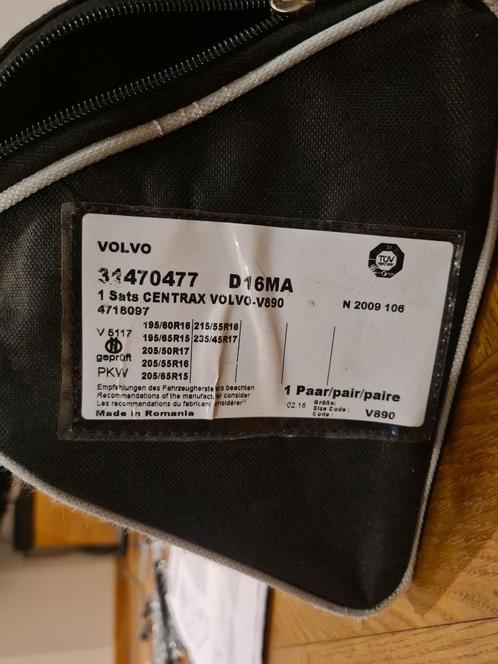 VOLVO
31470477 D16MA
1 Sats CENTRAX VOLVO-V890
4718097
N 2009 106
TÜV
V 5117
geprüft
PKW
195/60R16 215/55R16
195/65R15 235/45R17
205/50R17
205/55R16
205/65R15
1 Paar/pair/paire
Empfehlungen des Fahrzeugherstellers beachten
Recommendations of the manufacturer consider
Les recommendations du fabricant considérer
Made in Romania
02.16
Größe:
Size Code:
Code:
V890